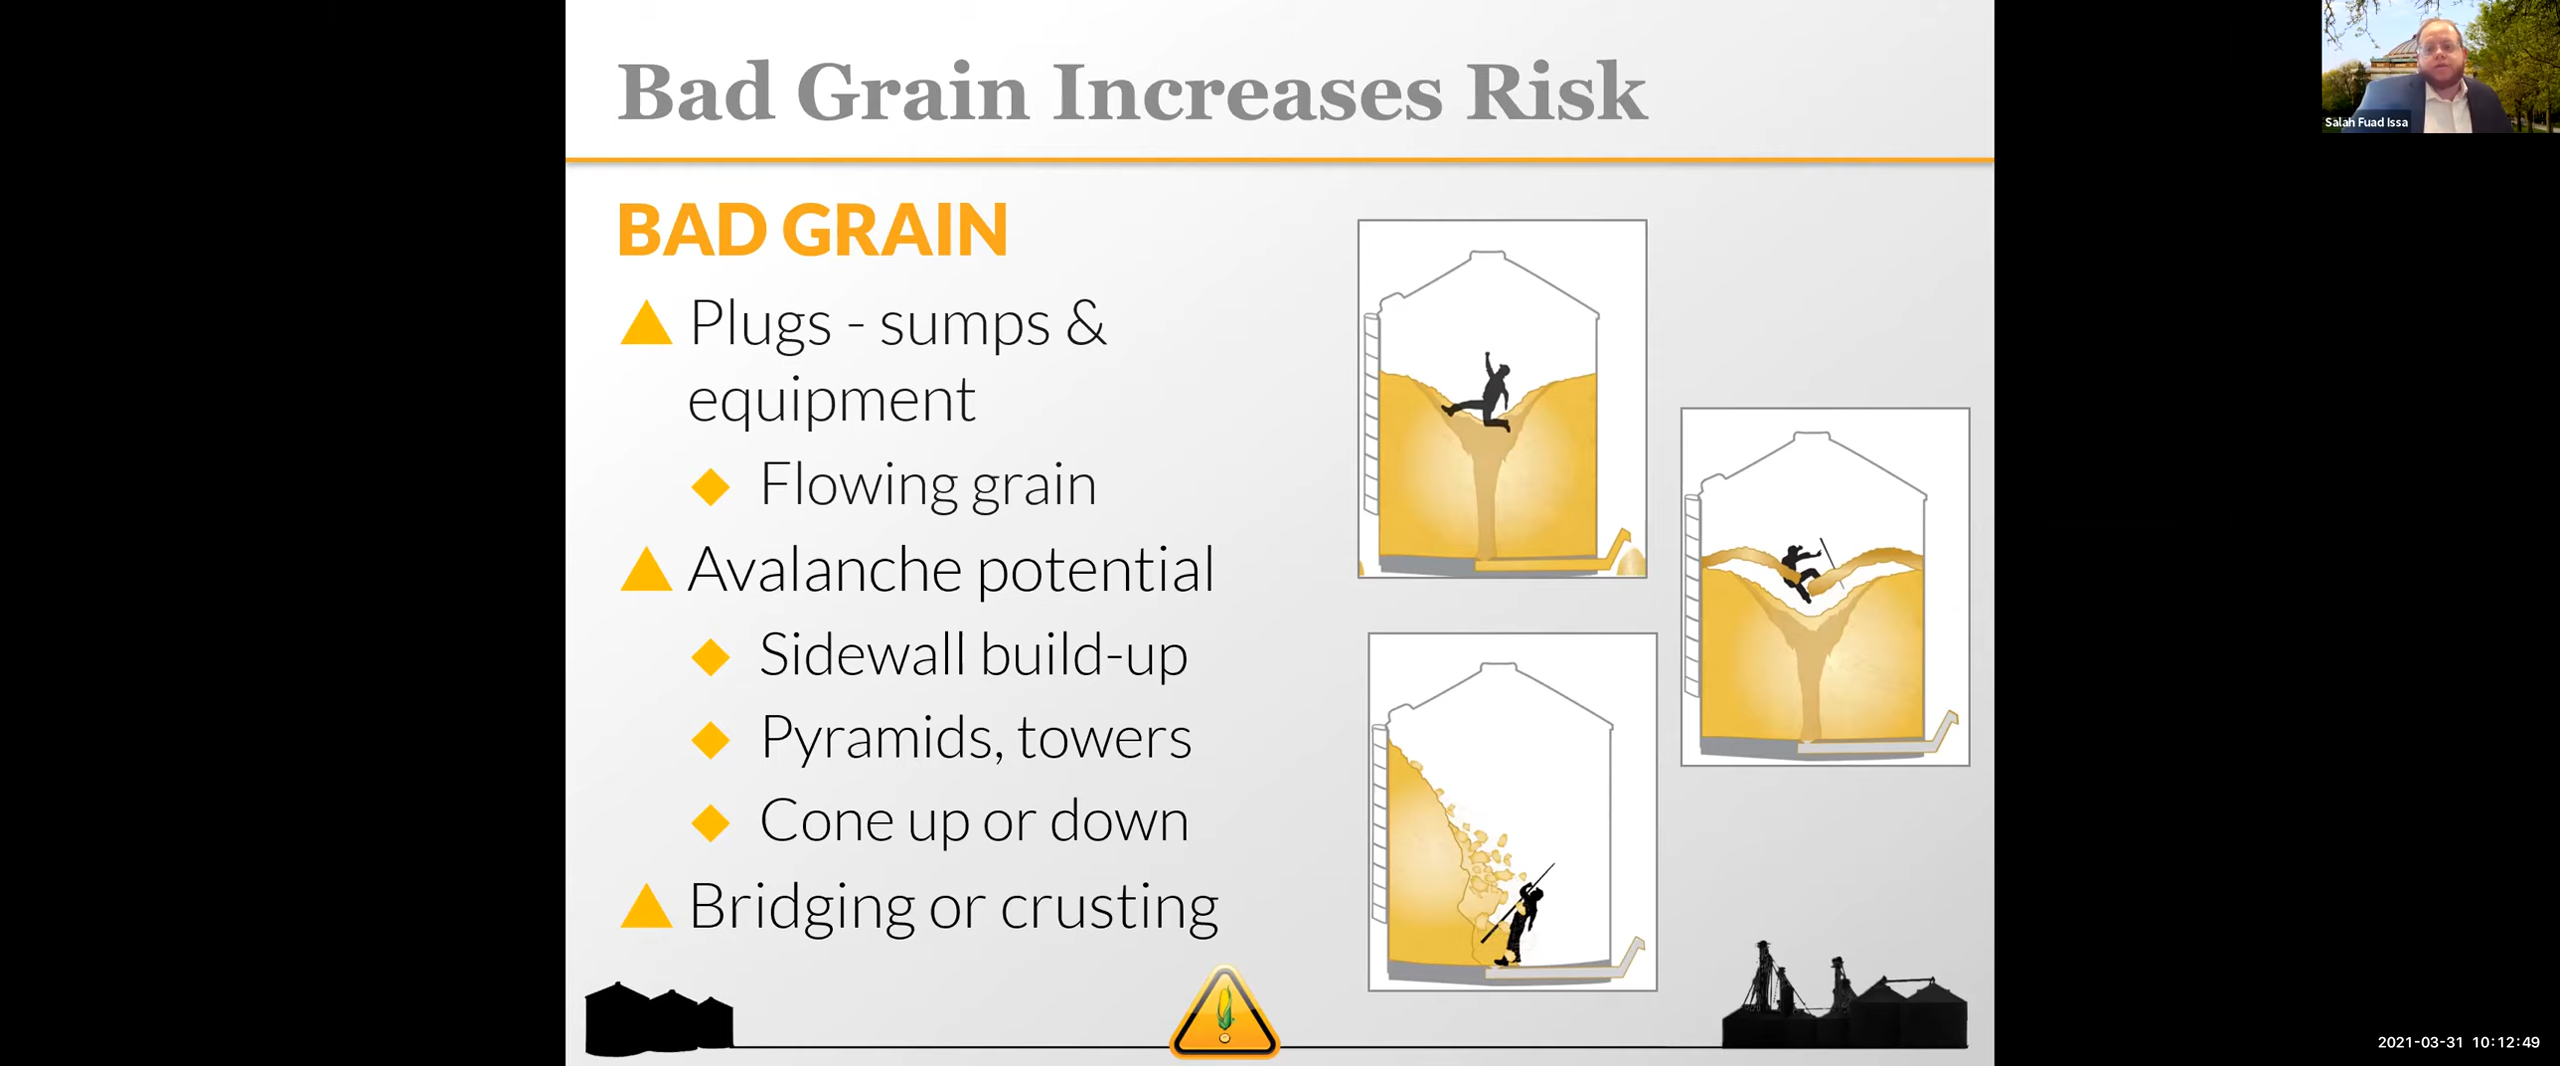 Bad Grain Increases Risk
BAD GRAIN
Plugs - sumps &
equipment
Flowing grain
Avalanche potential
Sidewall build-up
Pyramids, towers
Cone up or down
Bridging or crusting
Salah Fuad Issa
2021-03-31 10:12:49